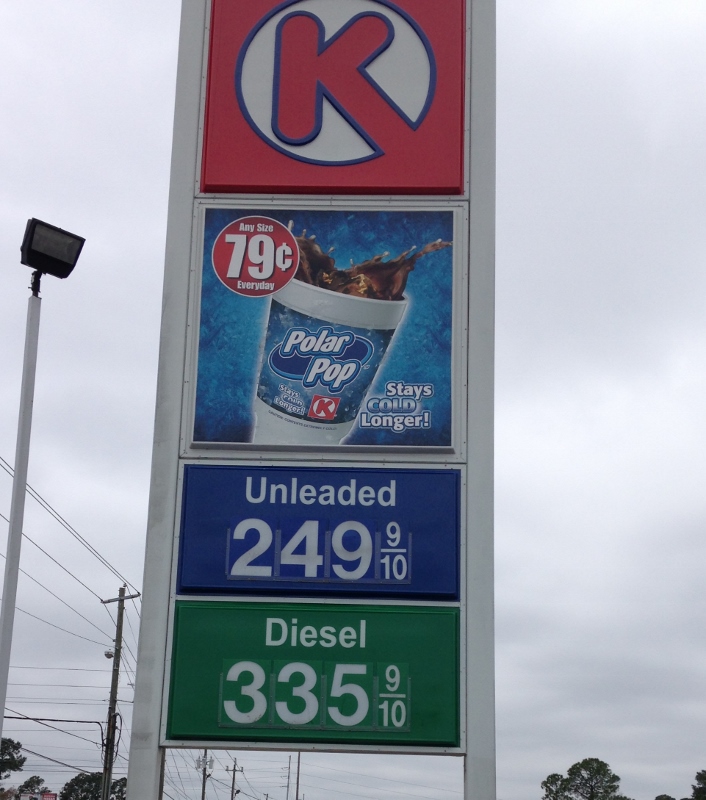 K
Any Size
79¢
Everyday
Polar
Pop
Stays
Longer!
K
Stays
COLD
Longer!
Unleaded
249 9/10
Diesel
335 9/10